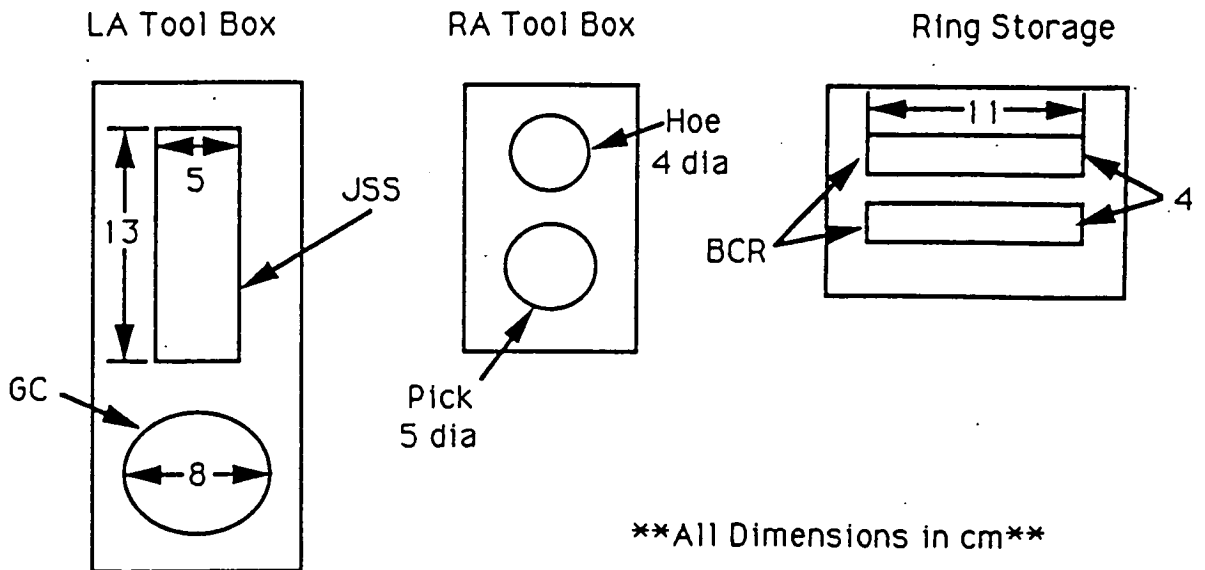 LA Tool Box
RA Tool Box
Ring Storage
5
13
JSS
GC
8
Hoe
4 dia
Pick
5 dia
11
4
BCR
**All Dimensions in cm**